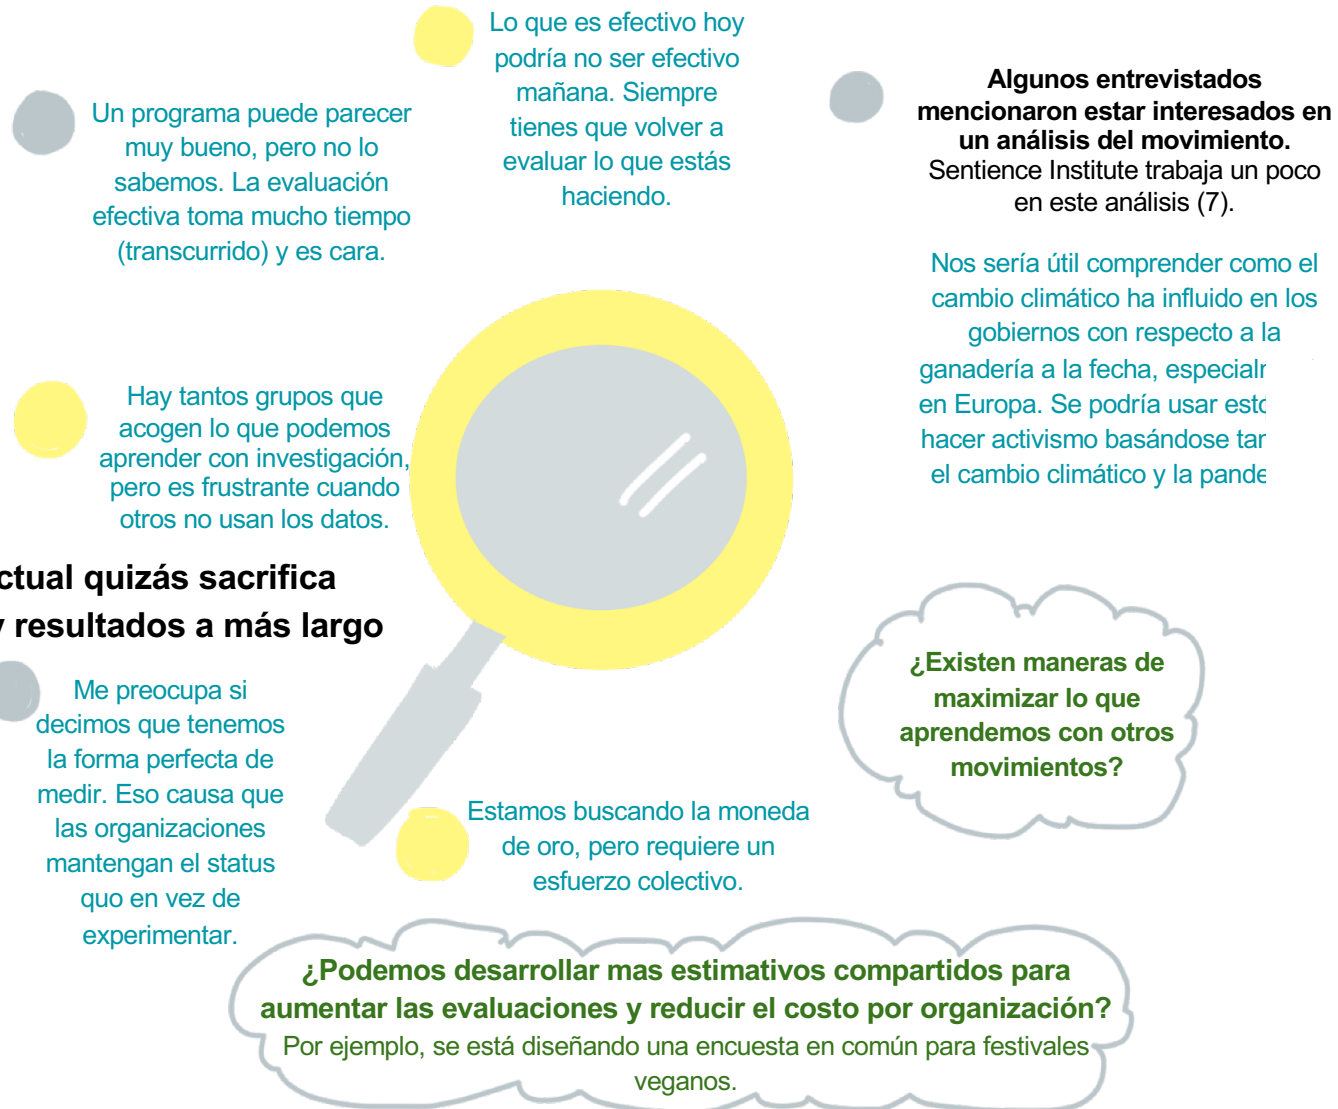 Un programa puede parecer
muy bueno, pero no lo
sabemos. La evaluación
efectiva toma mucho tiempo
(transcurrido) y es cara.
Lo que es efectivo hoy
podría no ser efectivo
mañana. Siempre
tienes que volver a
evaluar lo que estás
haciendo.
Algunos entrevistados
mencionaron estar interesados en
un análisis del movimiento.
Sentience Institute trabaja un poco
en este análisis (7).
Nos sería útil comprender como el
cambio climático ha influido en los
gobiernos con respecto a la
ganadería a la fecha,
en Europa. Se podría usar
hacer activismo basándose
el cambio climático y la
Hay tantos grupos que
acogen lo que podemos
aprender con investigación,
pero es frustrante cuando
otros no usan los datos.
quizás sacrifica
resultados a más largo
Me preocupa si
decimos que tenemos
la forma perfecta de
medir. Eso causa que
las organizaciones
mantengan el status
quo en vez de
experimentar.
Estamos buscando la moneda
de oro, pero requiere un
esfuerzo colectivo.
¿Existen maneras de
maximizar lo que
aprendemos con otros
movimientos?
¿Podemos desarrollar mas estimativos compartidos para
aumentar las evaluaciones y reducir el costo por organización?
Por ejemplo, se está diseñando una encuesta en común para festivales
veganos.